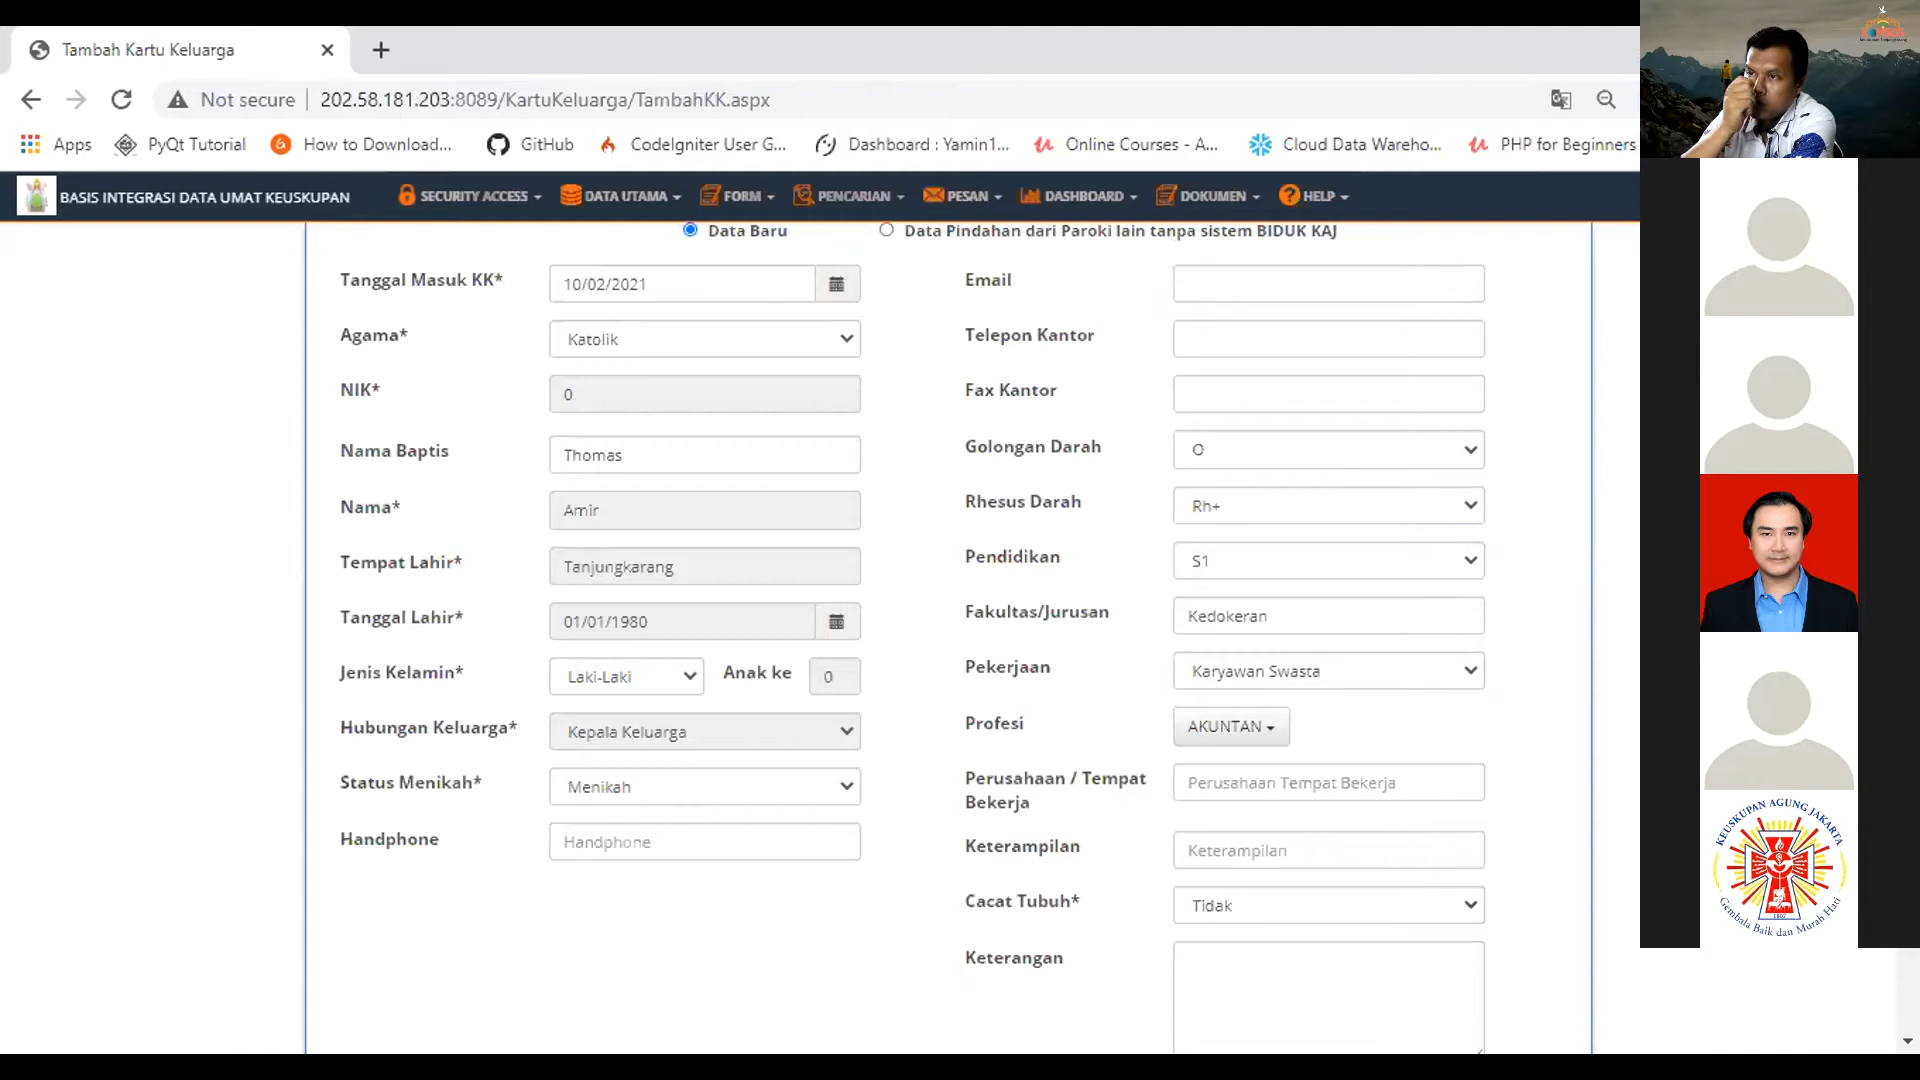 Tambah Kartu Keluarga
Not secure
202.58.181.203:8089/KartuKeluarga/TambahKK.aspx
Apps
PyQt Tutorial
How to Download...
GitHub
CodeIgniter User G...
Dashboard : Yamin1...
Online Courses - A...
Cloud Data Wareho...
PHP for Beginners
BASIS INTEGRASI DATA UMAT KEUSKUPAN
SECURITY ACCESS
DATA UTAMA
FORM
PENCARIAN
PESAN
DASHBOARD
DOKUMEN
HELP
Data Baru
Data Pindahan dari Paroki lain tanpa sistem BIDUK KAJ
Tanggal Masuk KK* 10/02/2021
Agama* Katolik
NIK* 0
Nama Baptis Thomas
Nama* Amir
Tempat Lahir* Tanjungkarang
Tanggal Lahir* 01/01/1980
Jenis Kelamin* Laki-Laki Anak ke 0
Hubungan Keluarga* Kepala Keluarga
Status Menikah* Menikah
Handphone Handphone
Email
Telepon Kantor
Fax Kantor
Golongan Darah O
Rhesus Darah Rh+
Pendidikan S1
Fakultas/Jurusan Kedokeran
Pekerjaan Karyawan Swasta
Profesi AKUNTAN
Perusahaan / Tempat
Bekerja
Perusahaan Tempat Bekerja
Keterampilan Keterampilan
Cacat Tubuh* Tidak
Keterangan
KEUSKUPAN AGUNG JAKARTA
1807
Gembala Baik dan Murah Hati